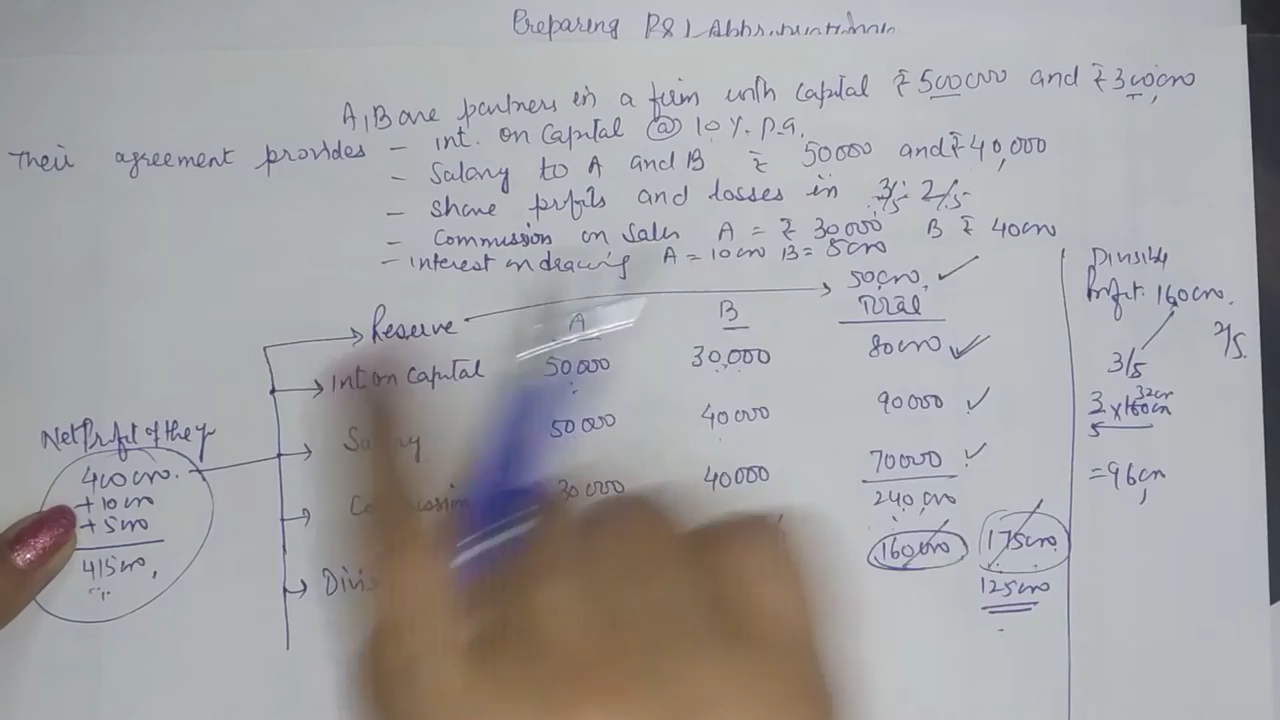 Preparing P&L
A, B are partners in a firm with capital ₹500000 and ₹300000,
Their agreement provides - int. on Capital @ 10 %. p.a.
- Salary to A and B ₹ 50000 and ₹40,000
- Share profits and losses in 3/5 2/5
- Commission on Sales A = ₹ 30000 B ₹ 40000
- interest on drawing A = 10000 B = 5000
Reserve A B 50000, Total
Int on Capital 50000 30,000 80000
50000 40000 90000
30000 40000 70000
240,000
160000 175000
125000
Net Profit of the
400000.
+ 10000
+ 5000
415000,
Divisible
Profit. 160000.
3/5 2/5
3/5 x 160000 32000
= 96000,